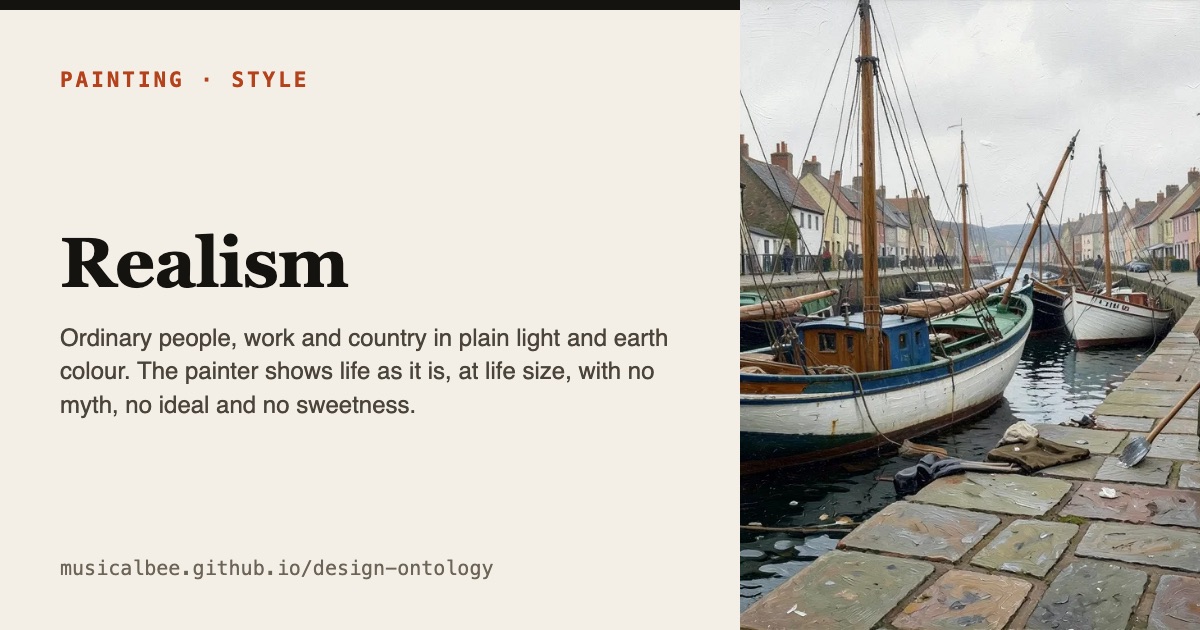 PAINTING · STYLE
Realism
Ordinary people, work and country in plain light and earth
colour. The painter shows life as it is, at life size, with no
myth, no ideal and no sweetness.
musicalbee.github.io/design-ontology